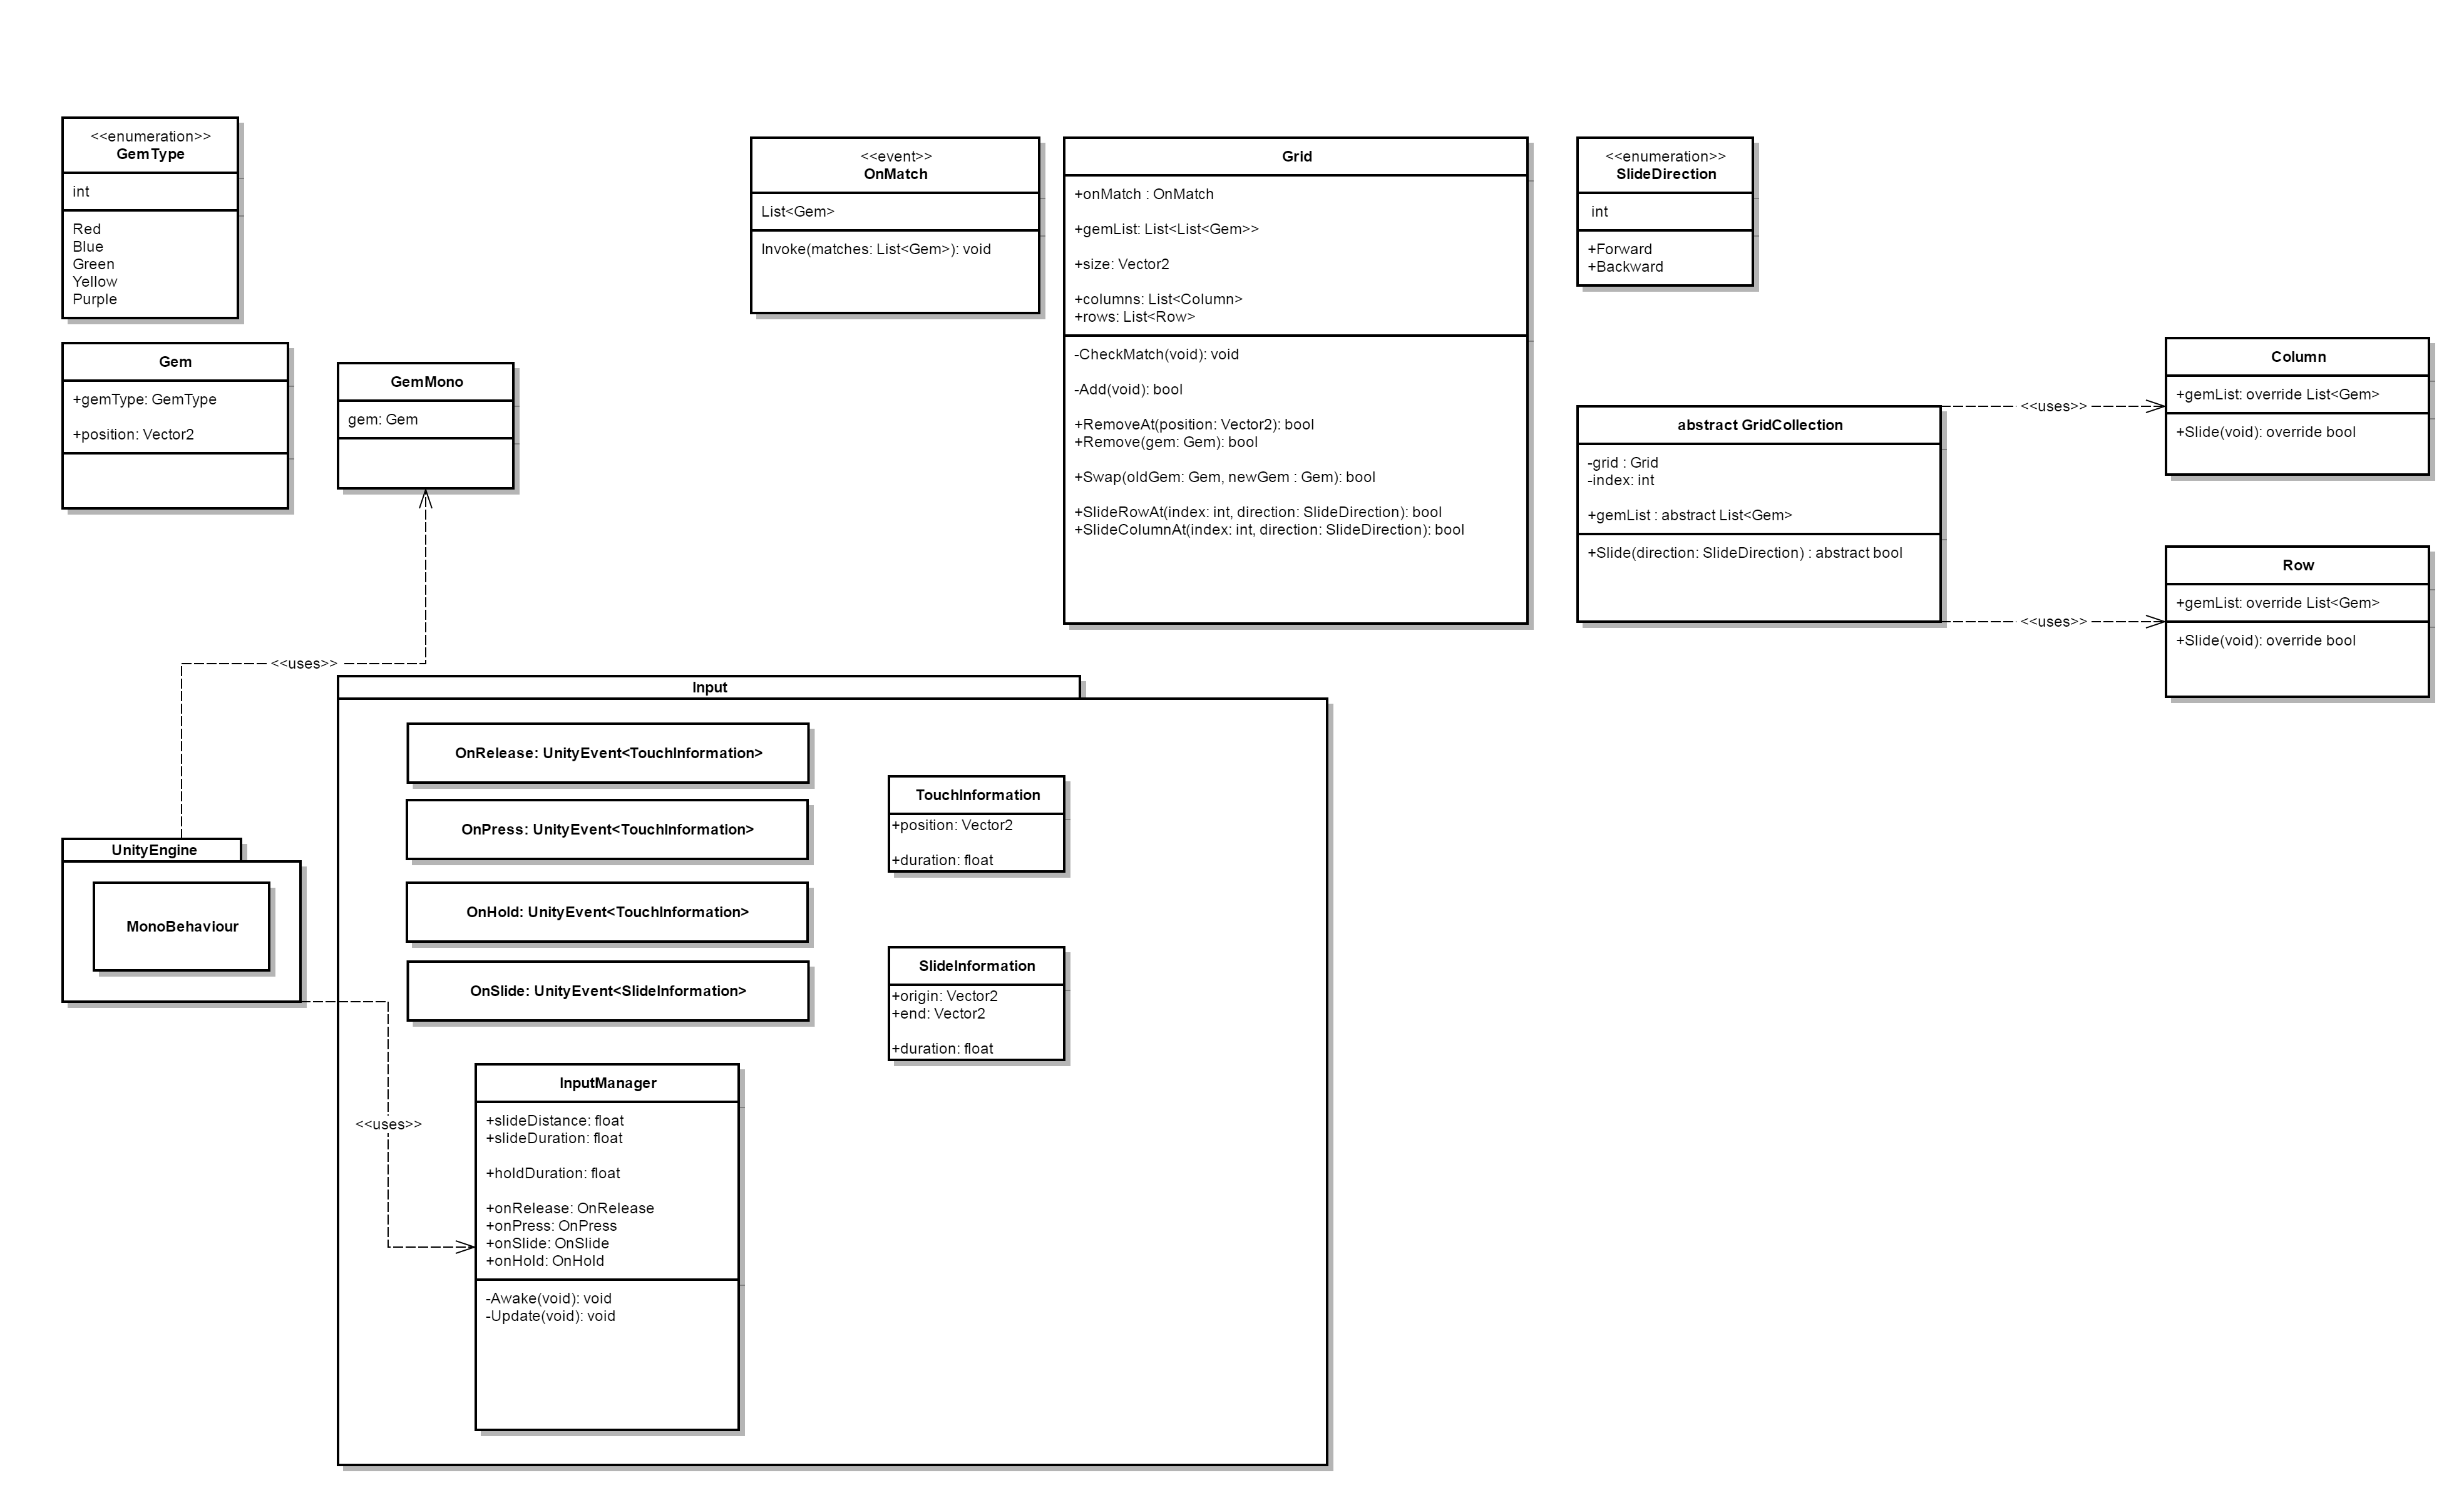 <<enumeration>>
GemType
int
Red
Blue
Green
Yellow
Purple
Gem
+gemType: GemType
+position: Vector2
GemMono
gem: Gem
<<event>>
OnMatch
List<Gem>
Invoke(matches: List<Gem>): void
Grid
+onMatch : OnMatch
+gemList: List<List<Gem>>
+size: Vector2
+columns: List<Column>
+rows: List<Row>
-CheckMatch(void): void
-Add(void): bool
+RemoveAt(position: Vector2): bool
+Remove(gem: Gem): bool
+Swap(oldGem: Gem, newGem : Gem): bool
+SlideRowAt(index: int, direction: SlideDirection): bool
+SlideColumnAt(index: int, direction: SlideDirection): bool
<<enumeration>>
SlideDirection
int
+Forward
+Backward
abstract GridCollection
-grid : Grid
-index: int
+gemList : abstract List<Gem>
+Slide(direction: SlideDirection) : abstract bool
<<uses>>
<<uses>>
Column
+gemList: override List<Gem>
+Slide(void): override bool
Row
+gemList: override List<Gem>
+Slide(void): override bool
<<uses>>
UnityEngine
MonoBehaviour
<<uses>>
Input
OnRelease: UnityEvent<TouchInformation>
OnPress: UnityEvent<TouchInformation>
OnHold: UnityEvent<TouchInformation>
OnSlide: UnityEvent<SlideInformation>
TouchInformation
+position: Vector2
+duration: float
SlideInformation
+origin: Vector2
+end: Vector2
+duration: float
InputManager
+slideDistance: float
+slideDuration: float
+holdDuration: float
+onRelease: OnRelease
+onPress: OnPress
+onSlide: OnSlide
+onHold: OnHold
-Awake(void): void
-Update(void): void